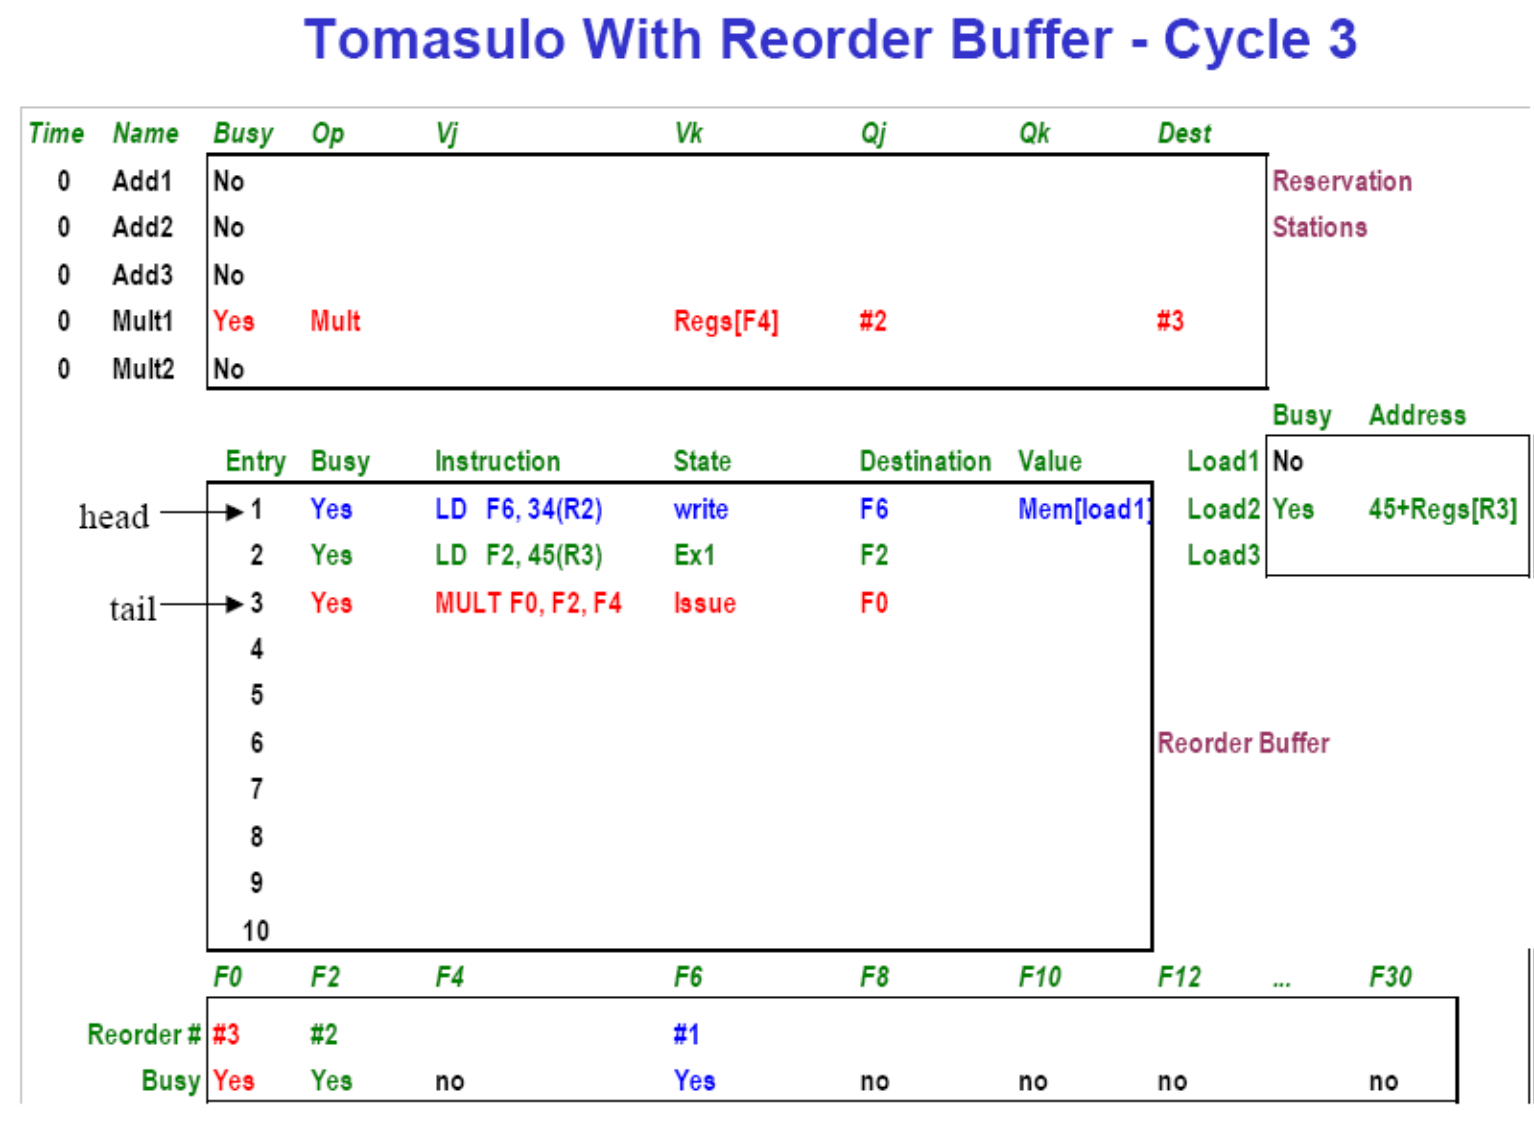 Tomasulo With Reorder Buffer - Cycle 3
Time Name Busy Op Vj Vk Qj Qk Dest
0 Add1 No Reservation
0 Add2 No Stations
0 Add3 No
0 Mult1 Yes Mult Regs[F4] #2 #3
0 Mult2 No
Busy Address
Entry Busy Instruction State Destination Value Load1 No
head 1 Yes LD F6, 34(R2) write F6 Mem[load1] Load2 Yes 45+Regs[R3]
2 Yes LD F2, 45(R3) Ex1 F2 Load3
tail 3 Yes MULT F0, F2, F4 Issue F0
4
5
6 Reorder Buffer
7
8
9
10
F0 F2 F4 F6 F8 F10 F12 ... F30
Reorder # #3 #2 #1
Busy Yes Yes no Yes no no no no